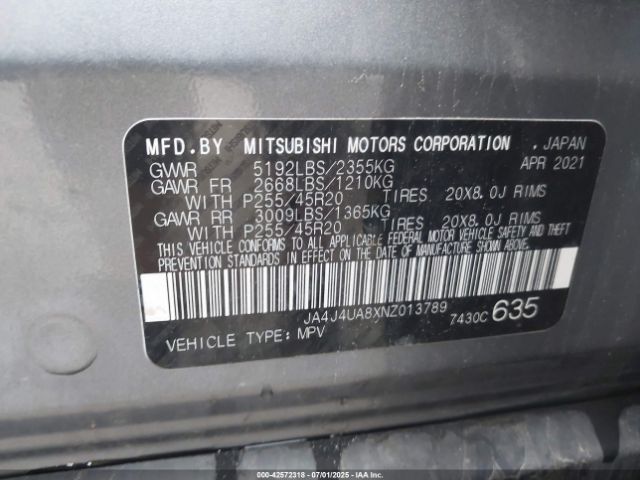 MFD.BY MITSUBISHI MOTORS CORPORATION . JAPAN
GVWR 5192LBS/2355KG APR 2021
GAWR FR 2668LBS/1210KG
WITH P255/45R20 TIRES 20X8.0J RIMS
GAWR RR 3009LBS/1365KG
WITH P255/45R20 TIRES 20X8.0J RIMS
THIS VEHICLE CONFORMS TO ALL APPLICABLE FEDERAL MOTOR VEHICLE SAFETY AND THEFT
PREVENTION STANDARDS IN EFFECT ON THE DATE OF MANUFACTURE SHOWN ABOVE.
JA4J4UA8XNZ013789 7430C 635
VEHICLE TYPE: MPV
000-42572318 - 07/01/2025 - IAAI.COM